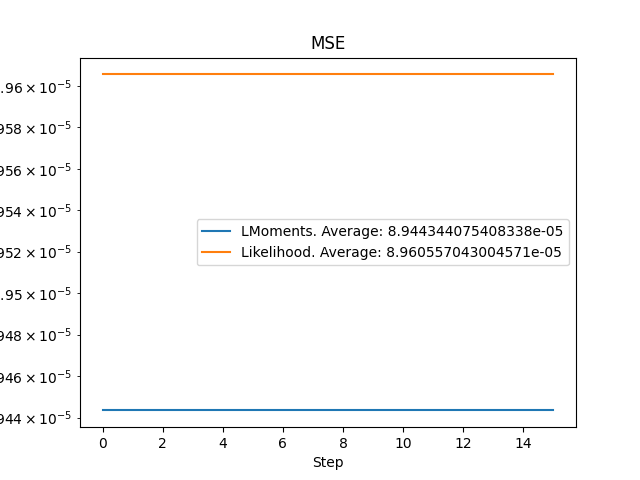 MSE
.96 × 10⁻⁵
958 × 10⁻⁵
956 × 10⁻⁵
954 × 10⁻⁵
952 × 10⁻⁵
.95 × 10⁻⁵
948 × 10⁻⁵
946 × 10⁻⁵
944 × 10⁻⁵
LMoments. Average: 8.944344075408338e-05
Likelihood. Average: 8.960557043004571e-05
0 2 4 6 8 10 12 14
Step